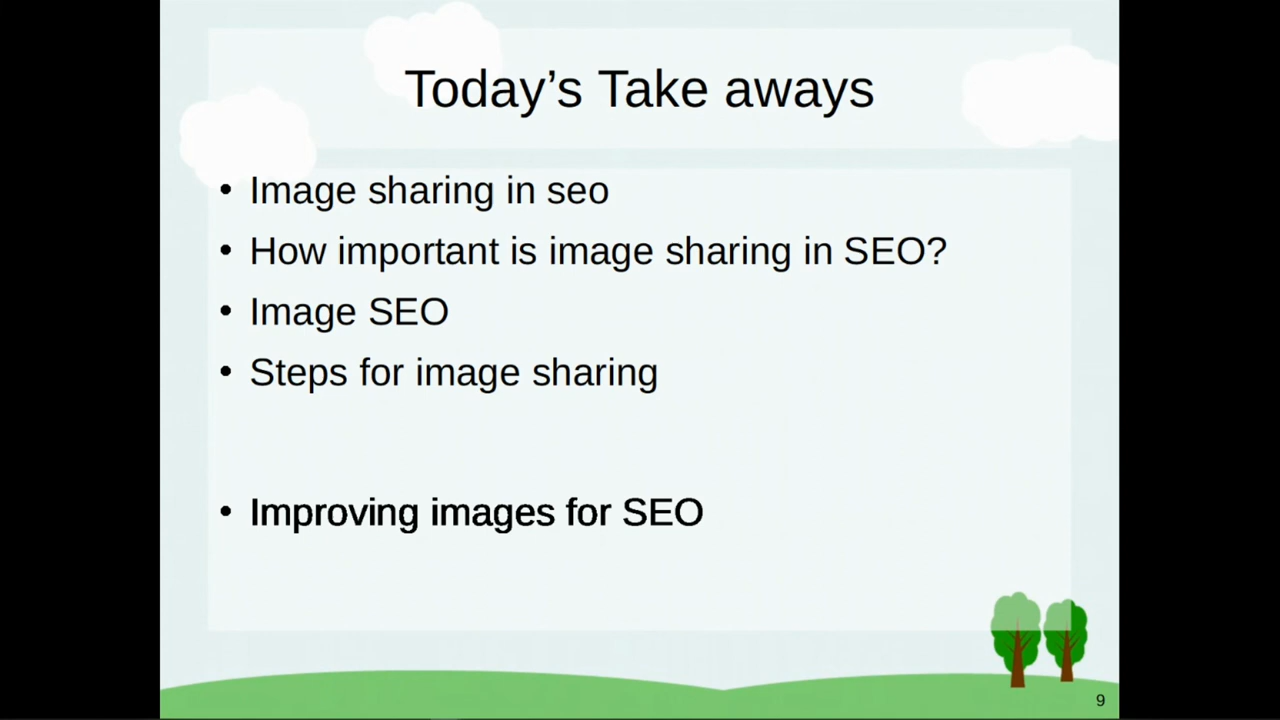 Today’s Take aways
• Image sharing in seo
• How important is image sharing in SEO?
• Image SEO
• Steps for image sharing
• Improving images for SEO
9